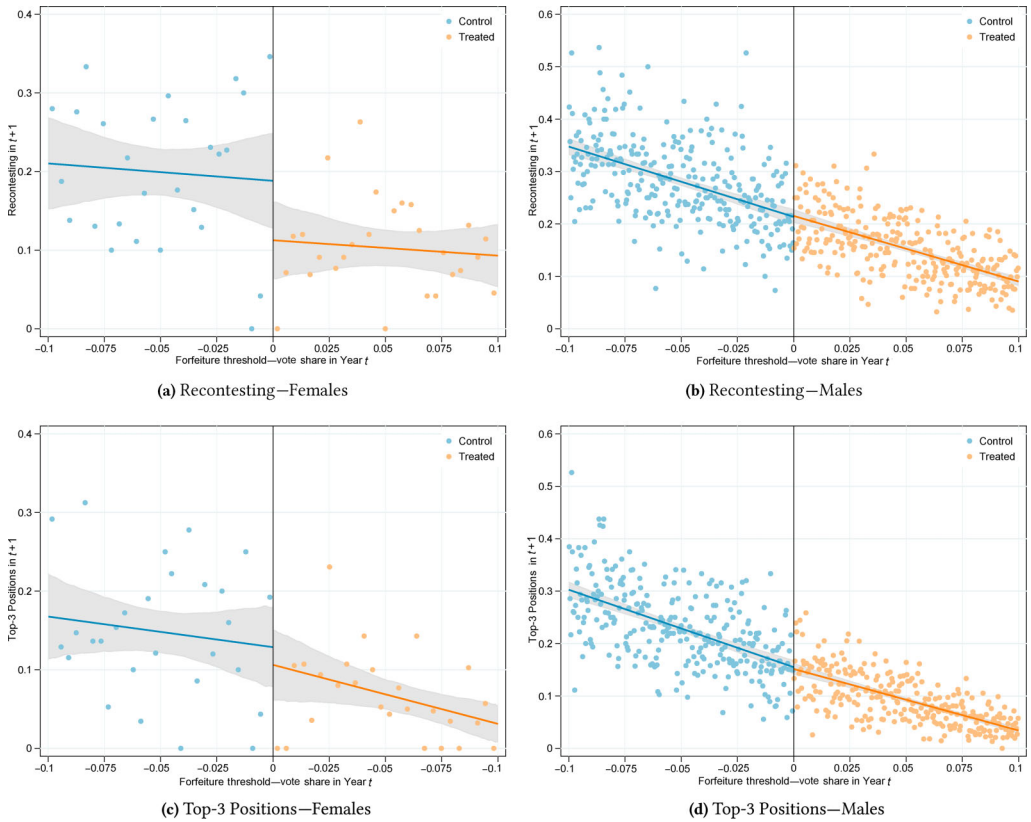 0.4
0.3
0.2
0.1
0
Recontesting in t+1
Control
Treated
−0.1 −0.075 −0.05 −0.025 0 0.025 0.05 0.075 0.1
Forfeiture threshold—vote share in Year t
(a) Recontesting—Females
0.6
0.5
0.4
0.3
0.2
0.1
0
Recontesting in t+1
Control
Treated
−0.1 −0.075 −0.05 −0.025 0 0.025 0.05 0.075 0.1
Forfeiture threshold—vote share in Year t
(b) Recontesting—Males
0.4
0.3
0.2
0.1
0
Top-3 Positions in t+1
Control
Treated
−0.1 −0.075 −0.05 −0.025 0 −0.025 −0.05 −0.075 −0.1
Forfeiture threshold—vote share in Year t
(c) Top-3 Positions—Females
0.6
0.5
0.4
0.3
0.2
0.1
0
Top-3 Positions in t+1
Control
Treated
−0.1 −0.075 −0.05 −0.025 0 0.025 0.05 0.075 0.1
Forfeiture threshold—vote share in Year t
(d) Top-3 Positions—Males